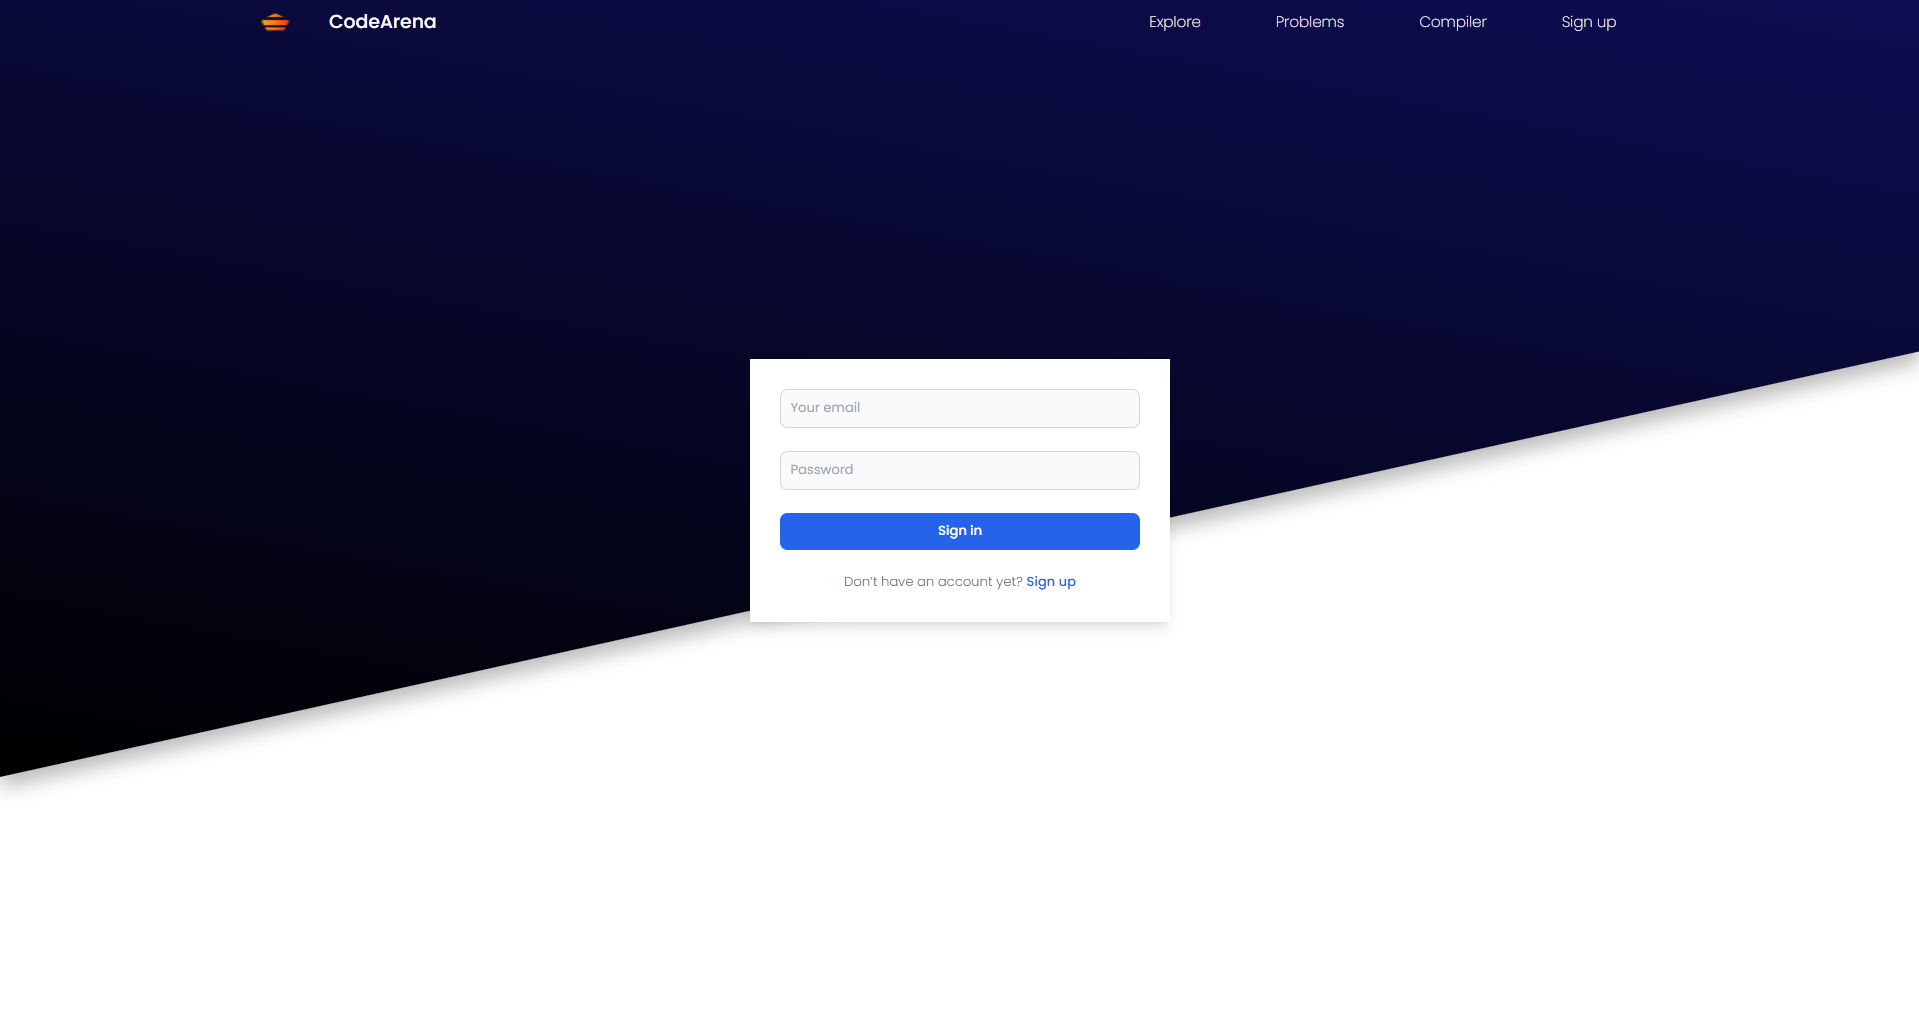 CodeArena Explore Problems Compiler Sign up
Your email
Password
Sign in
Don't have an account yet? Sign up